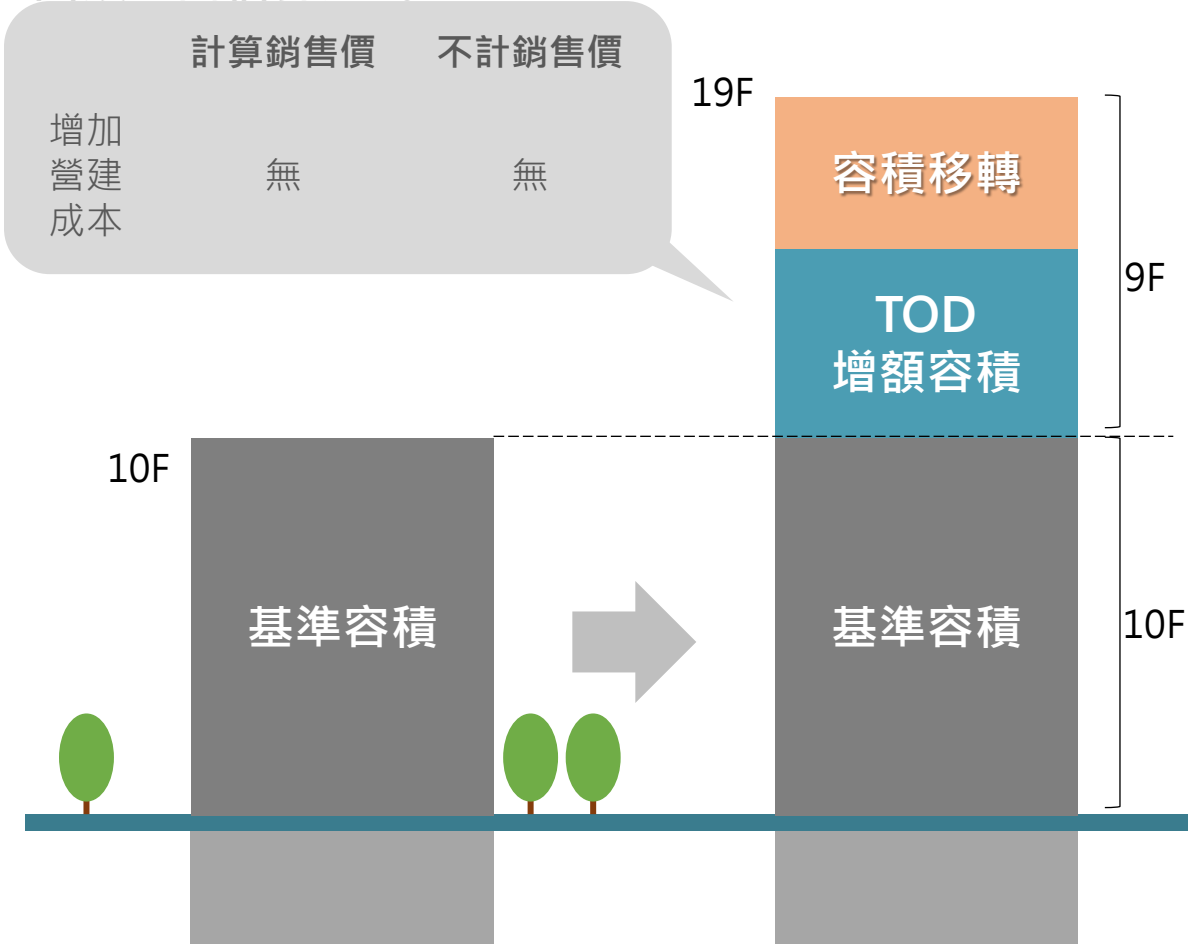 計算銷售價 不計銷售價
增加
營建
成本
無 無
19F
容積移轉
TOD
增額容積
9F
10F
基準容積
基準容積
10F